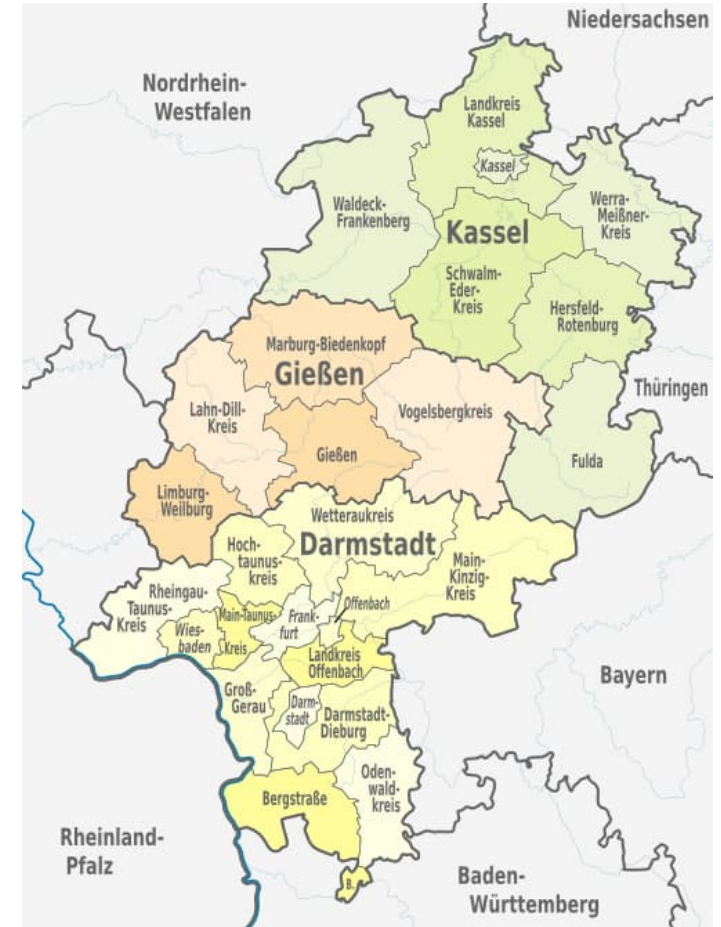 Niedersachsen
Nordrhein-
Westfalen
Landkreis
Kassel
Kassel
Waldeck-
Frankenberg
Werra-
Meißner-
Kreis
Kassel
Schwalm-
Eder-
Kreis
Hersfeld-
Rotenburg
Marburg-Biedenkopf
Gießen
Thüringen
Lahn-Dill-
Kreis
Vogelsbergkreis
Gießen
Fulda
Limburg-
Weilburg
Wetteraukreis
Darmstadt
Hoch-
taunus-
kreis
Main-
Kinzig-
Kreis
Rheingau-
Taunus-
Kreis
Offenbach
Main-Taunus-
Kreis
Frank-
furt
Wies-
baden
Landkreis
Offenbach
Bayern
Groß-
Gerau
Darm-
stadt
Darmstadt-
Dieburg
Oden-
wald-
kreis
Bergstraße
Rheinland-
Pfalz
B.
Baden-
Württemberg